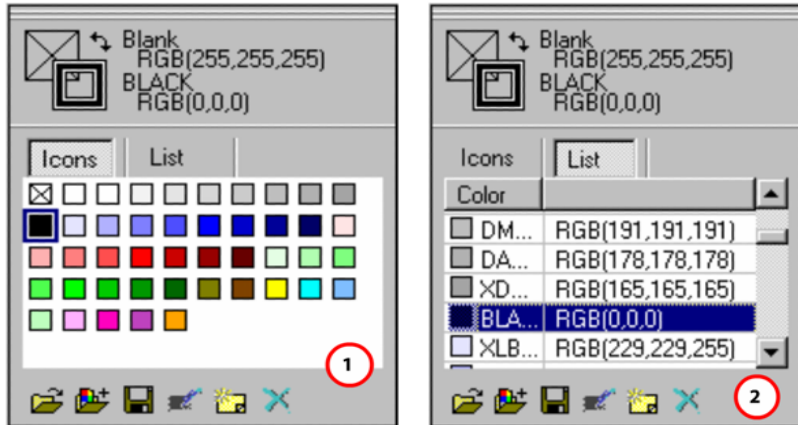 Blank
RGB(255,255,255)
BLACK
RGB(0,0,0)
Icons List
1
Blank
RGB(255,255,255)
BLACK
RGB(0,0,0)
Icons List
Color
DM... RGB(191,191,191)
DA... RGB(178,178,178)
XD... RGB(165,165,165)
BLA... RGB(0,0,0)
XLB... RGB(229,229,255)
2